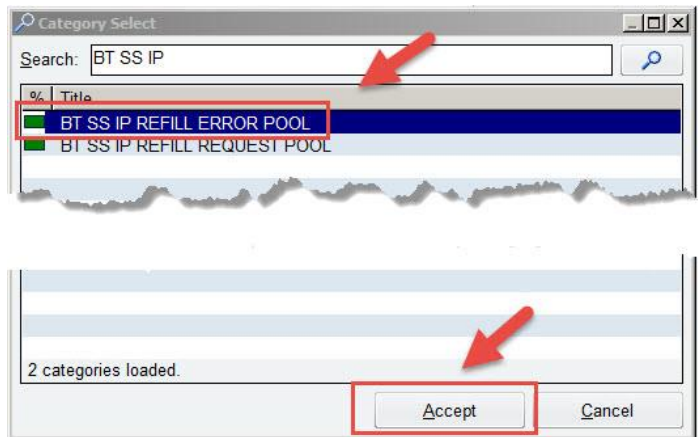 Category Select
Search: BT SS IP
% Title
BT SS IP REFILL ERROR POOL
BT SS IP REFILL REQUEST POOL
2 categories loaded.
Accept Cancel